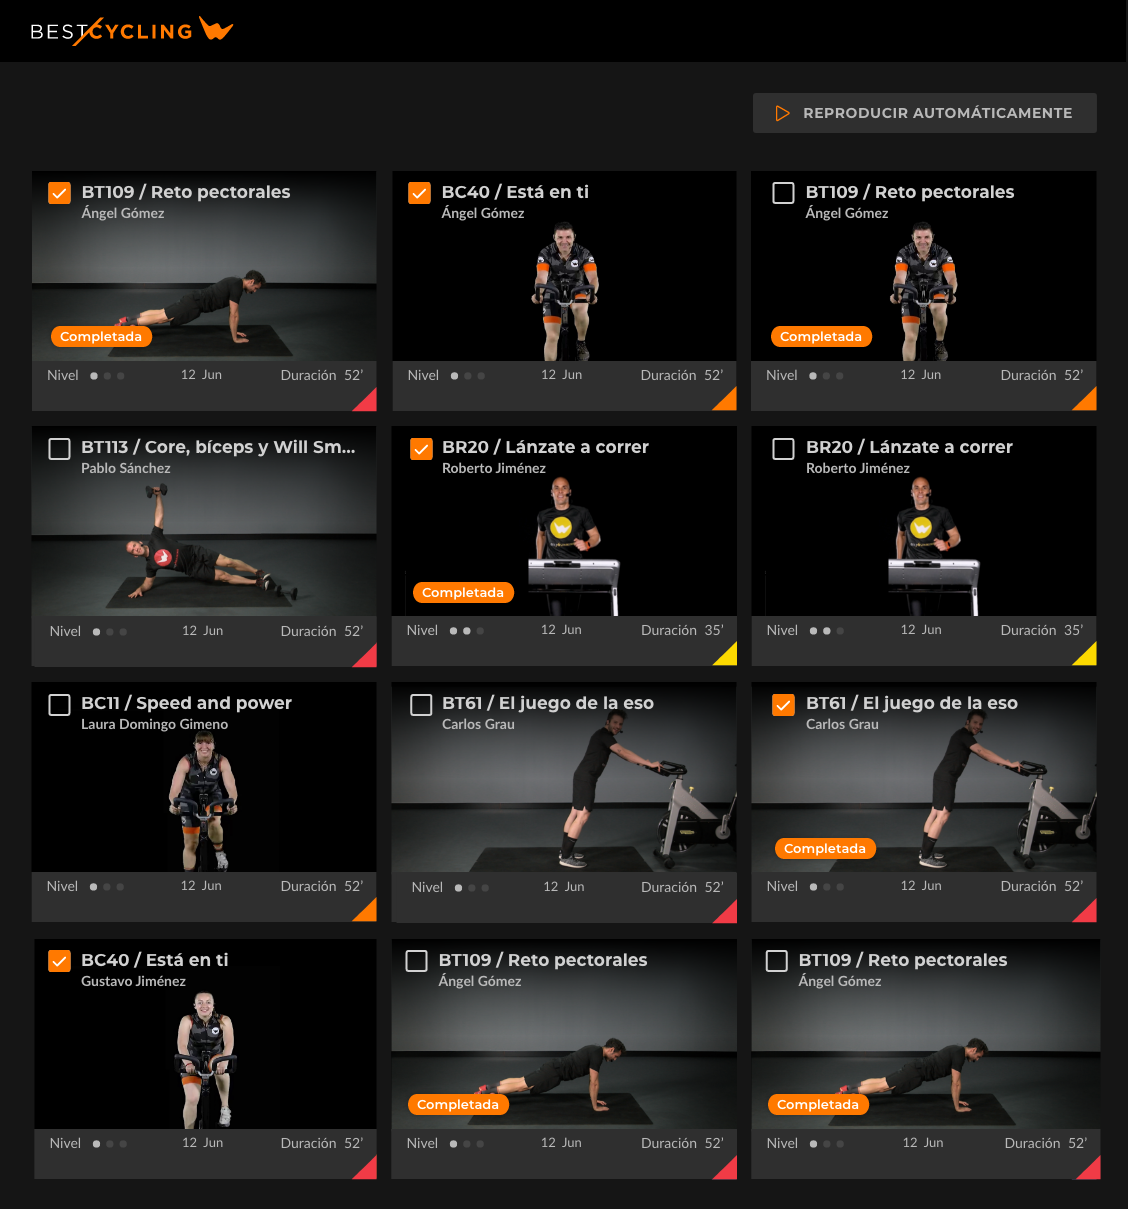 BESTCYCLING
REPRODUCIR AUTOMÁTICAMENTE
BT109 / Reto pectorales
Ángel Gómez
Completada
Nivel 12 Jun Duración 52’
BC40 / Está en ti
Ángel Gómez
Nivel 12 Jun Duración 52’
BT109 / Reto pectorales
Ángel Gómez
Completada
Nivel 12 Jun Duración 52’
BT113 / Core, bíceps y Will Sm...
Pablo Sánchez
Nivel 12 Jun Duración 52’
BR20 / Lánzate a correr
Roberto Jiménez
Completada
Nivel 12 Jun Duración 35’
BR20 / Lánzate a correr
Roberto Jiménez
Nivel 12 Jun Duración 35’
BC11 / Speed and power
Laura Domingo Gimeno
Nivel 12 Jun Duración 52’
BT61 / El juego de la eso
Carlos Grau
Nivel 12 Jun Duración 52’
BT61 / El juego de la eso
Carlos Grau
Completada
Nivel 12 Jun Duración 52’
BC40 / Está en ti
Gustavo Jiménez
Nivel 12 Jun Duración 52’
BT109 / Reto pectorales
Ángel Gómez
Completada
Nivel 12 Jun Duración 52’
BT109 / Reto pectorales
Ángel Gómez
Completada
Nivel 12 Jun Duración 52’